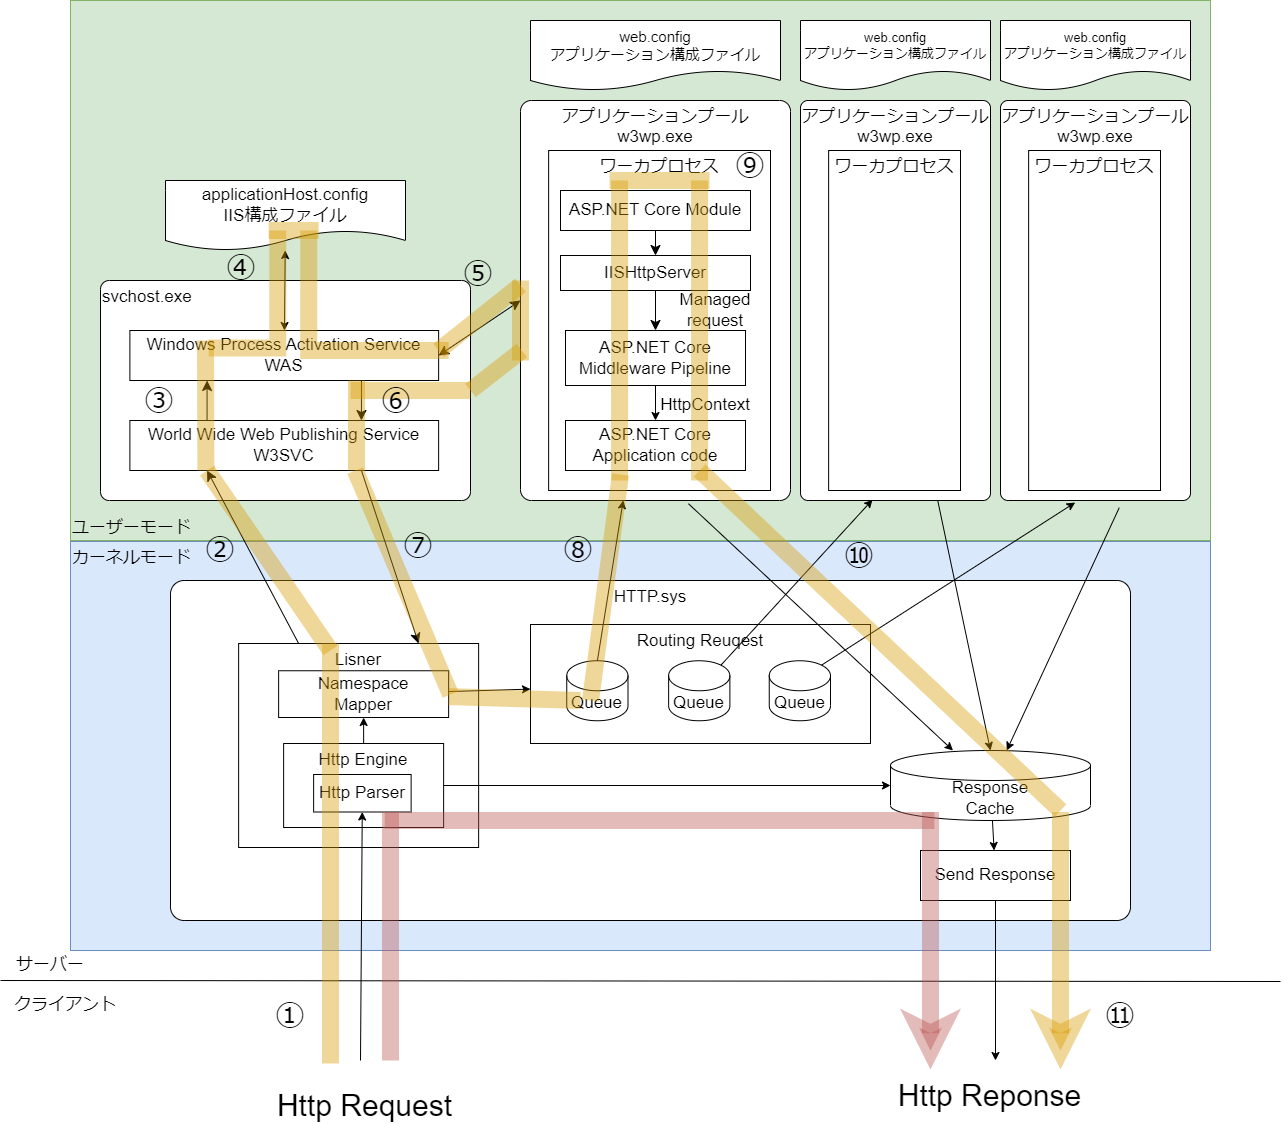 web.config
アプリケーション構成ファイル
web.config
アプリケーション構成ファイル
web.config
アプリケーション構成ファイル
アプリケーションプール
w3wp.exe
アプリケーションプール
w3wp.exe
アプリケーションプール
w3wp.exe
ワーカプロセス
⑨
ワーカプロセス
ワーカプロセス
applicationHost.config
IIS構成ファイル
ASP.NET Core Module
④
⑤
IISHttpServer
svchost.exe
Managed
request
Windows Process Activation Service
WAS
ASP.NET Core
Middleware Pipeline
③
⑥
HttpContext
World Wide Web Publishing Service
W3SVC
ASP.NET Core
Application code
ユーザーモード
カーネルモード
②
⑦
⑧
⑩
HTTP.sys
Lisner
Routing Reuqest
Namespace
Mapper
Queue
Queue
Queue
Http Engine
Http Parser
Response
Cache
Send Response
サーバー
クライアント
①
⑪
Http Request
Http Reponse